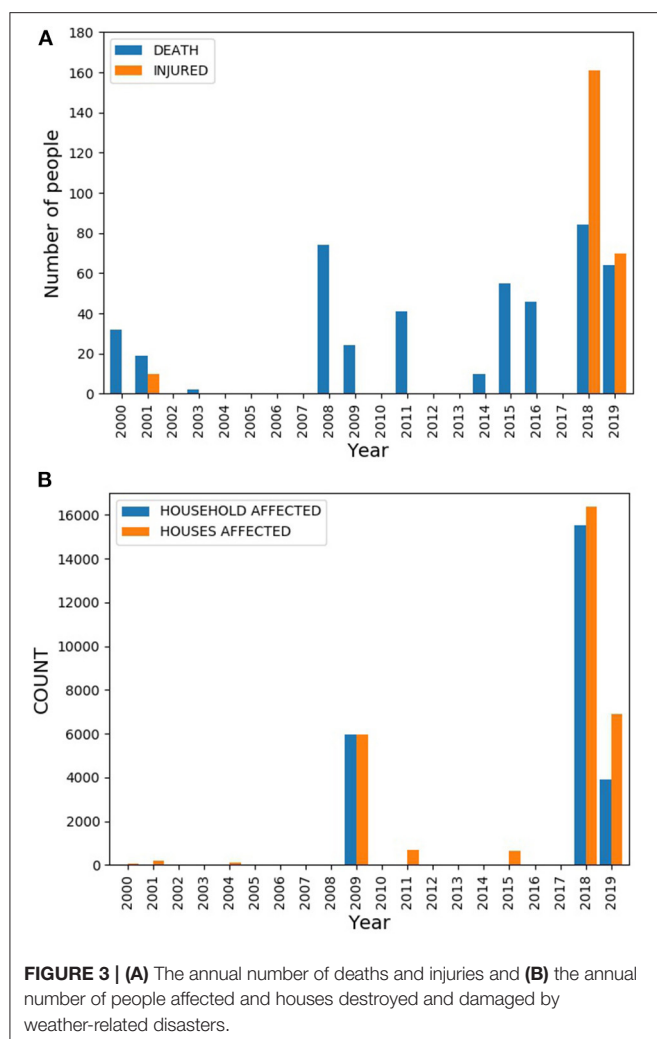 A
180
160
140
120
100
80
60
40
20
0
Number of people
DEATH
INJURED
2000 2001 2002 2003 2004 2005 2006 2007 2008 2009 2010 2011 2012 2013 2014 2015 2016 2017 2018 2019
Year
B
16000
14000
12000
10000
8000
6000
4000
2000
0
COUNT
HOUSEHOLD AFFECTED
HOUSES AFFECTED
2000 2001 2002 2003 2004 2005 2006 2007 2008 2009 2010 2011 2012 2013 2014 2015 2016 2017 2018 2019
Year
FIGURE 3 | (A) The annual number of deaths and injuries and (B) the annual
number of people affected and houses destroyed and damaged by
weather-related disasters.